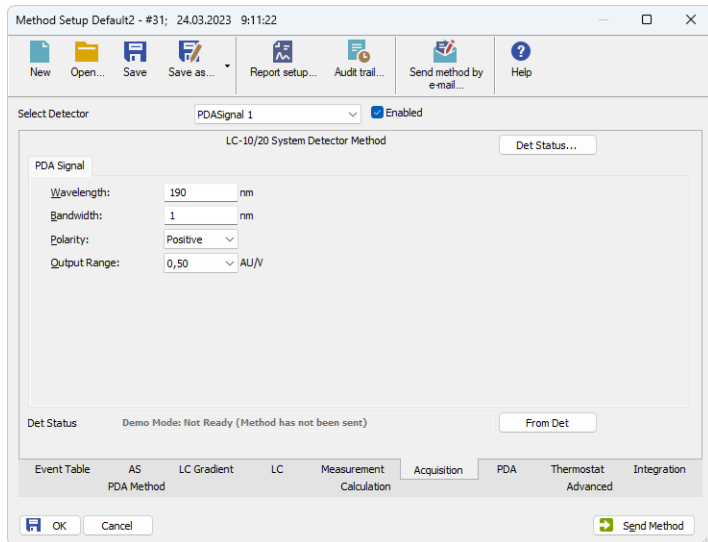 Method Setup Default2 - #31; 24.03.2023 9:11:22
New Open... Save Save as... Report setup... Audit trail... Send method by e-mail... Help
Select Detector PDASignal 1 Enabled
LC-10/20 System Detector Method Det Status...
PDA Signal
Wavelength: 190 nm
Bandwidth: 1 nm
Polarity: Positive
Output Range: 0,50 AU/V
Det Status Demo Mode: Not Ready (Method has not been sent) From Det
Event Table AS LC Gradient LC Measurement Acquisition PDA Thermostat Integration
PDA Method Calculation Advanced
OK Cancel Send Method